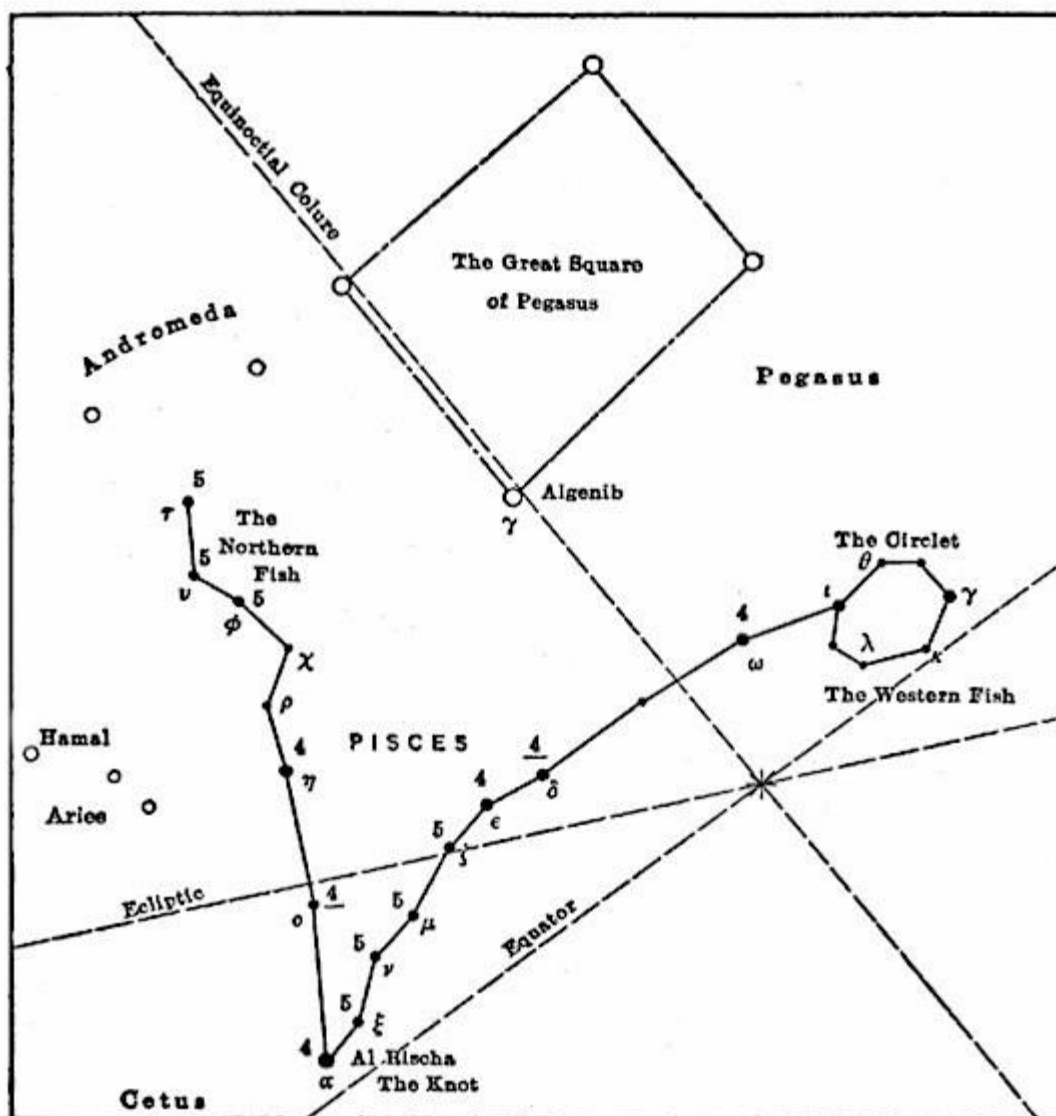 Equinoctial Colure
The Great Square
of Pegasus
Andromeda
Pegasus
Algenib
γ
5
τ
The
Northern
Fish
5
υ
5
φ
χ
ρ
The Circlet
θ
ι
γ
λ
κ
The Western Fish
4
ω
Hamal
Aries
PISCES
4
η
4
δ
4
ε
5
ζ
Ecliptic
4
ο
5
μ
Equator
5
ν
5
ξ
4
α
Al Rischa
The Knot
Cetus